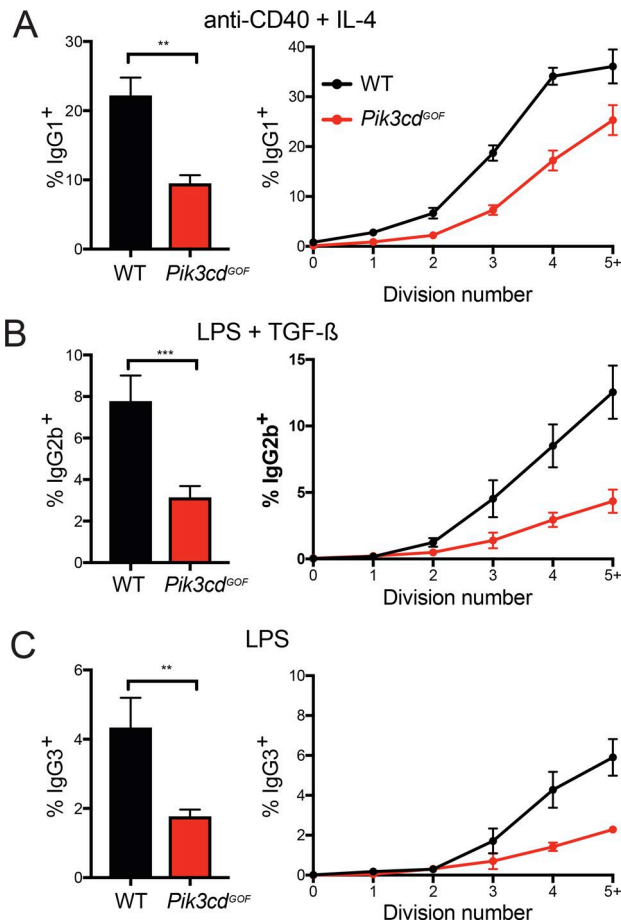 A
anti-CD40 + IL-4
% IgG1+
30
20
10
0
**
WT
Pik3cdGOF
% IgG1+
40
30
20
10
0
WT
Pik3cdGOF
0 1 2 3 4 5+
Division number
B
LPS + TGF-ß
% IgG2b+
10
8
6
4
2
0
***
WT
Pik3cdGOF
% IgG2b+
15
10
5
0
0 1 2 3 4 5+
Division number
C
LPS
% IgG3+
6
4
2
0
**
WT
Pik3cdGOF
% IgG3+
10
8
6
4
2
0
0 1 2 3 4 5+
Division number